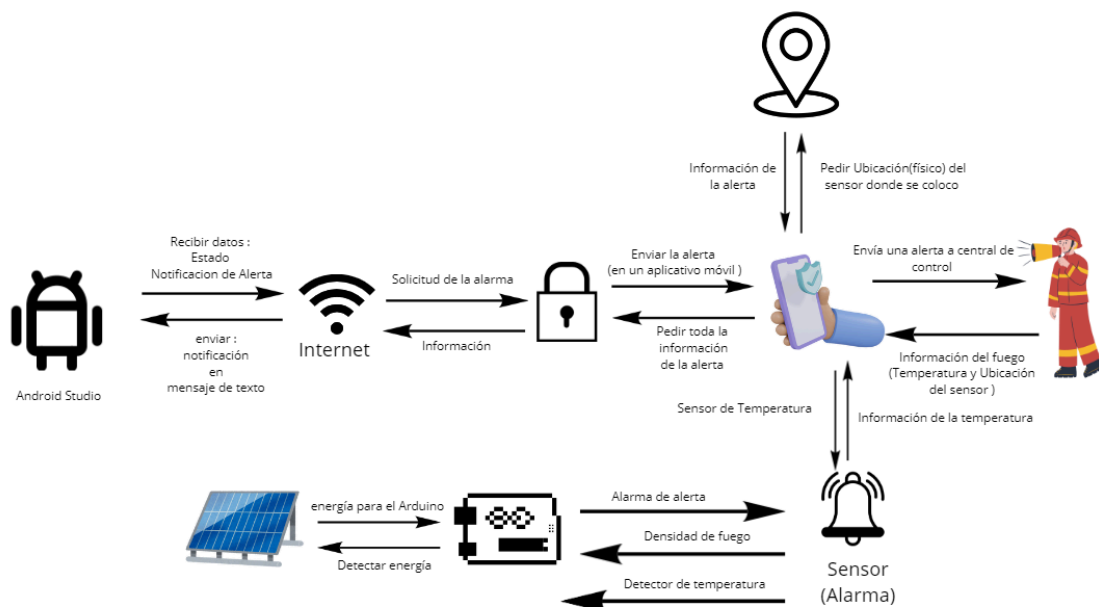 Información de
la alerta
Pedir Ubicación(físico) del
sensor donde se coloco
Recibir datos :
Estado
Notificacion de Alerta
Solicitud de la alarma
Enviar la alerta
(en un aplicativo móvil )
Envía una alerta a central de
control
Internet
Información
Pedir toda la
información
de la alerta
enviar :
notificación
en
mensaje de texto
Android Studio
Información del fuego
(Temperatura y Ubicación
del sensor )
Sensor de Temperatura
Información de la temperatura
energía para el Arduino
Detectar energía
Alarma de alerta
Densidad de fuego
Detector de temperatura
Sensor
(Alarma)